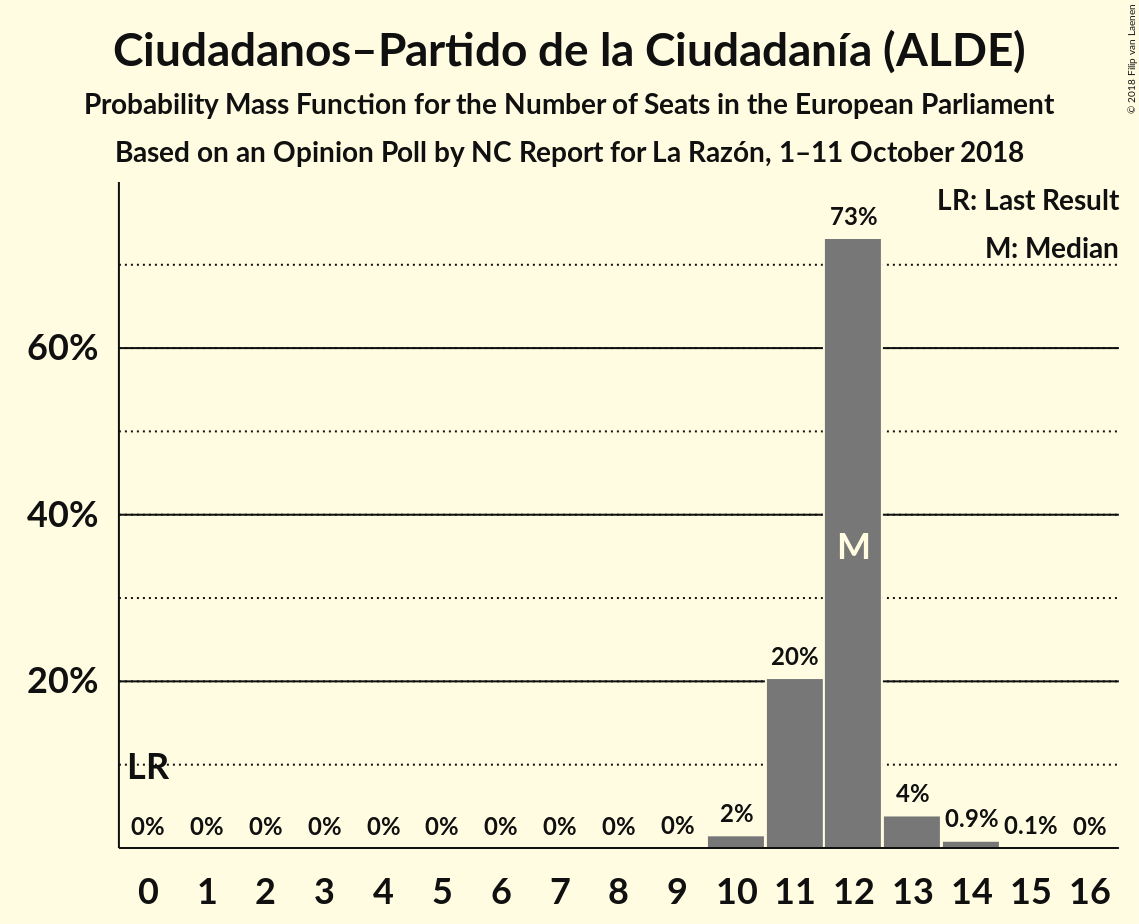 Ciudadanos–Partido de la Ciudadanía (ALDE)
Probability Mass Function for the Number of Seats in the European Parliament
Based on an Opinion Poll by NC Report for La Razón, 1–11 October 2018
© 2018 Filip van Laenen
LR: Last Result
M: Median
73%
60%
40%
M
20%
20%
LR
0% 0% 0% 0% 0% 0% 0% 0% 0% 0% 2% 4% 0.9% 0.1% 0%
0 1 2 3 4 5 6 7 8 9 10 11 12 13 14 15 16